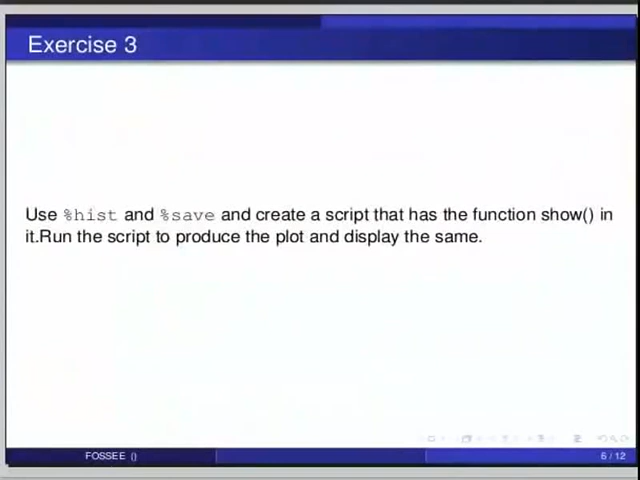 Exercise 3
Use %hist and %save and create a script that has the function show() in
it.Run the script to produce the plot and display the same.
FOSSEE () 6 / 12